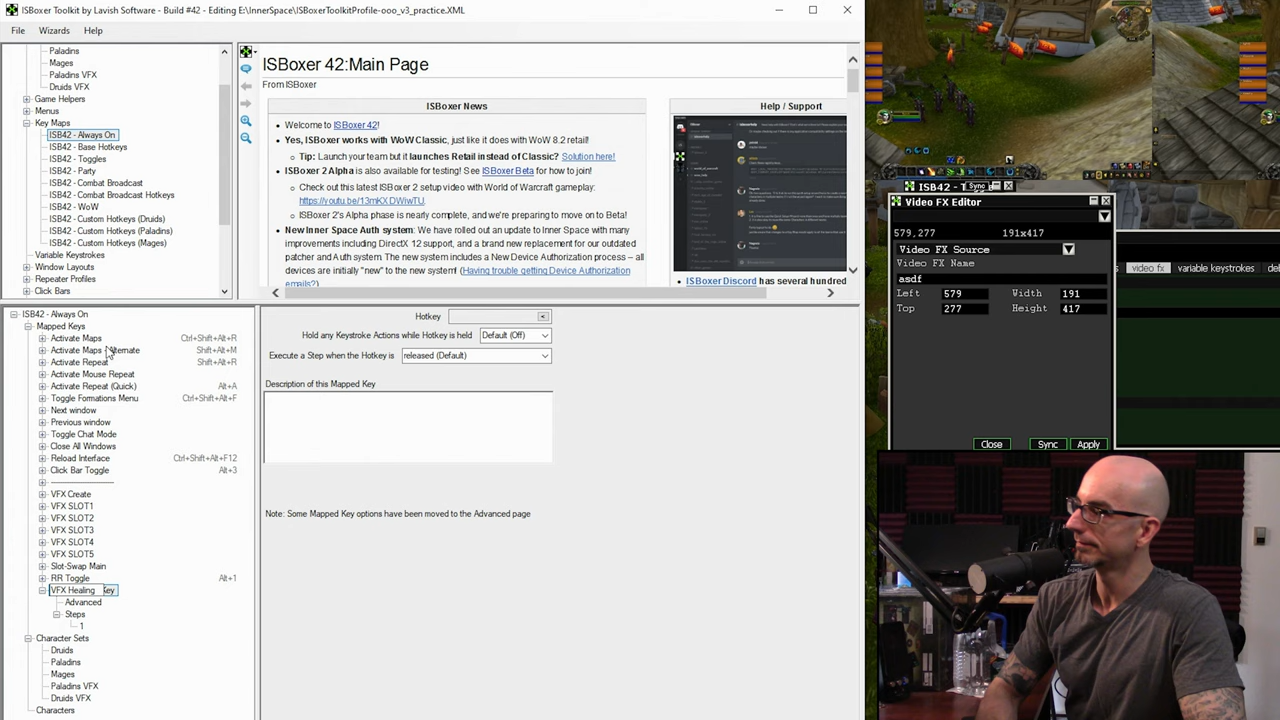 ISBoxer Toolkit by Lavish Software - Build #42 - Editing E:\InnerSpace\ISBoxerToolkitProfile-ooo_v3_practice.XML
File Wizards Help
Paladins
Mages
Paladins VFX
Druids VFX
Game Helpers
Menus
Key Maps
ISB42 - Always On
ISB42 - Base Hotkeys
ISB42 - Toggles
ISB42 - Party
ISB42 - Combat Broadcast
ISB42 - Combat Broadcast Hotkeys
ISB42 - WoW
ISB42 - Custom Hotkeys (Druids)
ISB42 - Custom Hotkeys (Paladins)
ISB42 - Custom Hotkeys (Mages)
Variable Keystrokes
Window Layouts
Repeater Profiles
Click Bars
ISBoxer 42:Main Page
From ISBoxer
ISBoxer News
Welcome to ISBoxer 42!
Yes, ISBoxer works with WoW Classic, just like it does with WoW 8.2 retail!
Tip: Launch your team but it launches Retail instead of Classic? Solution here!
ISBoxer 2 Alpha is also available for testing! See ISBoxer Beta for how to join!
Check out this latest ISBoxer 2 setup video with World of Warcraft gameplay:
https://youtu.be/13mKXDWiwTU.
ISBoxer 2's Alpha phase is nearly complete, and we're preparing to move on to Beta!
New Inner Space Auth system: We have rolled out an update to Inner Space with many
improvements including DirectX 12 support, and a brand new replacement for our outdated
patcher and Auth system. The new system includes a New Device Authorization process – all
devices are initially "new" to the new system! (Having trouble getting Device Authorization
emails?)
Help / Support
ISBoxer Discord has several hundred
ISB42 - Always On
Mapped Keys
Activate Maps Ctrl+Shift+Alt+R
Activate Maps Alternate Shift+Alt+M
Activate Repeat Shift+Alt+R
Activate Mouse Repeat
Activate Repeat (Quick) Alt+A
Toggle Formations Menu Ctrl+Shift+Alt+F
Next window
Previous window
Toggle Chat Mode
Close All Windows
Reload Interface Ctrl+Shift+Alt+F12
Click Bar Toggle Alt+3
VFX Create
VFX SLOT1
VFX SLOT2
VFX SLOT3
VFX SLOT4
VFX SLOT5
Slot-Swap Main
RR Toggle Alt+1
VFX Healing Key
Advanced
Steps
1
Character Sets
Druids
Paladins
Mages
Paladins VFX
Druids VFX
Characters
Hotkey
Hold any Keystroke Actions while Hotkey is held Default (Off)
Execute a Step when the Hotkey is released (Default)
Description of this Mapped Key
Note: Some Mapped Key options have been moved to the Advanced page
ISB42 - T Sync
Video FX Editor
579,277 191x417
Video FX Source
Video FX Name
asdf
Left 579 Width 191
Top 277 Height 417
Close Sync Apply
video fx variable keystrokes